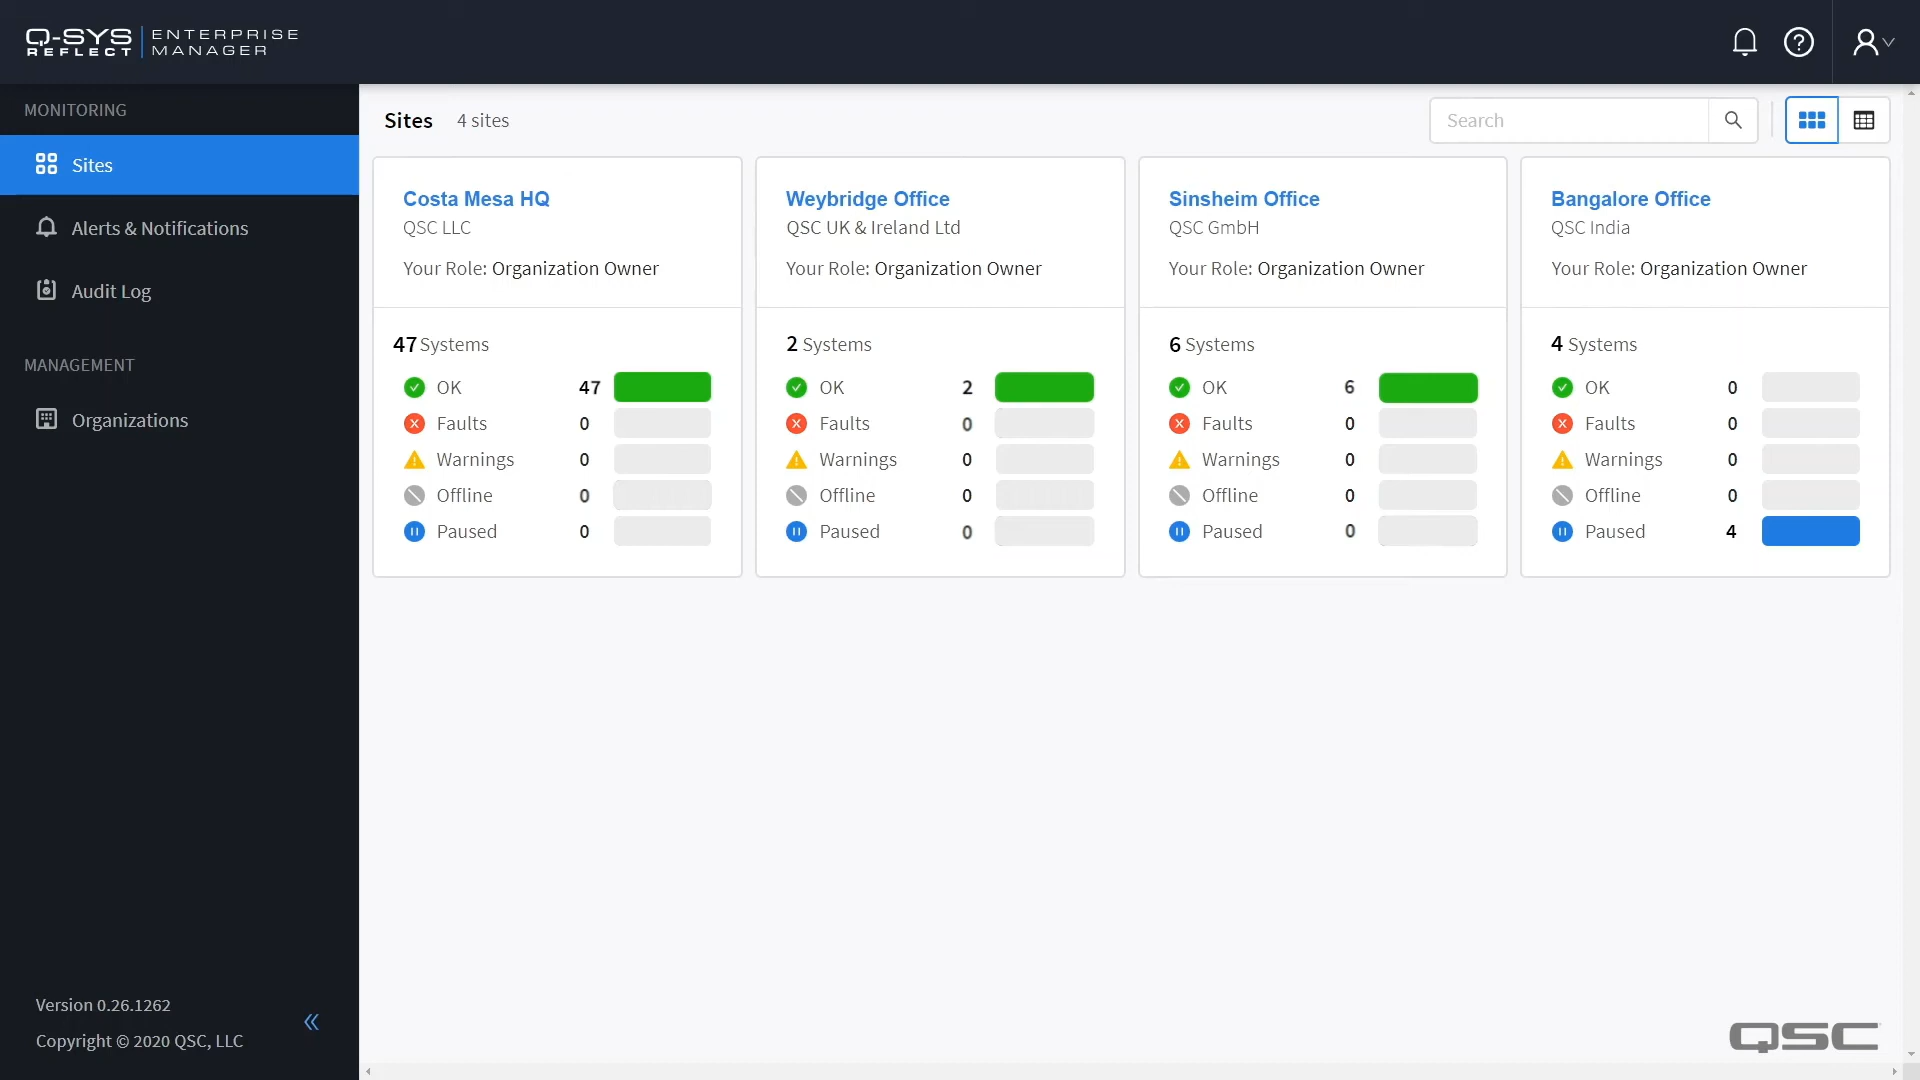 Q-SYS REFLECT | ENTERPRISE MANAGER
MONITORING
Sites
Alerts & Notifications
Audit Log
MANAGEMENT
Organizations
Version 0.26.1262
Copyright © 2020 QSC, LLC
Sites 4 sites
Search
Costa Mesa HQ
QSC LLC
Your Role: Organization Owner
47 Systems
OK 47
Faults 0
Warnings 0
Offline 0
Paused 0
Weybridge Office
QSC UK & Ireland Ltd
Your Role: Organization Owner
2 Systems
OK 2
Faults 0
Warnings 0
Offline 0
Paused 0
Sinsheim Office
QSC GmbH
Your Role: Organization Owner
6 Systems
OK 6
Faults 0
Warnings 0
Offline 0
Paused 0
Bangalore Office
QSC India
Your Role: Organization Owner
4 Systems
OK 0
Faults 0
Warnings 0
Offline 0
Paused 4
QSC